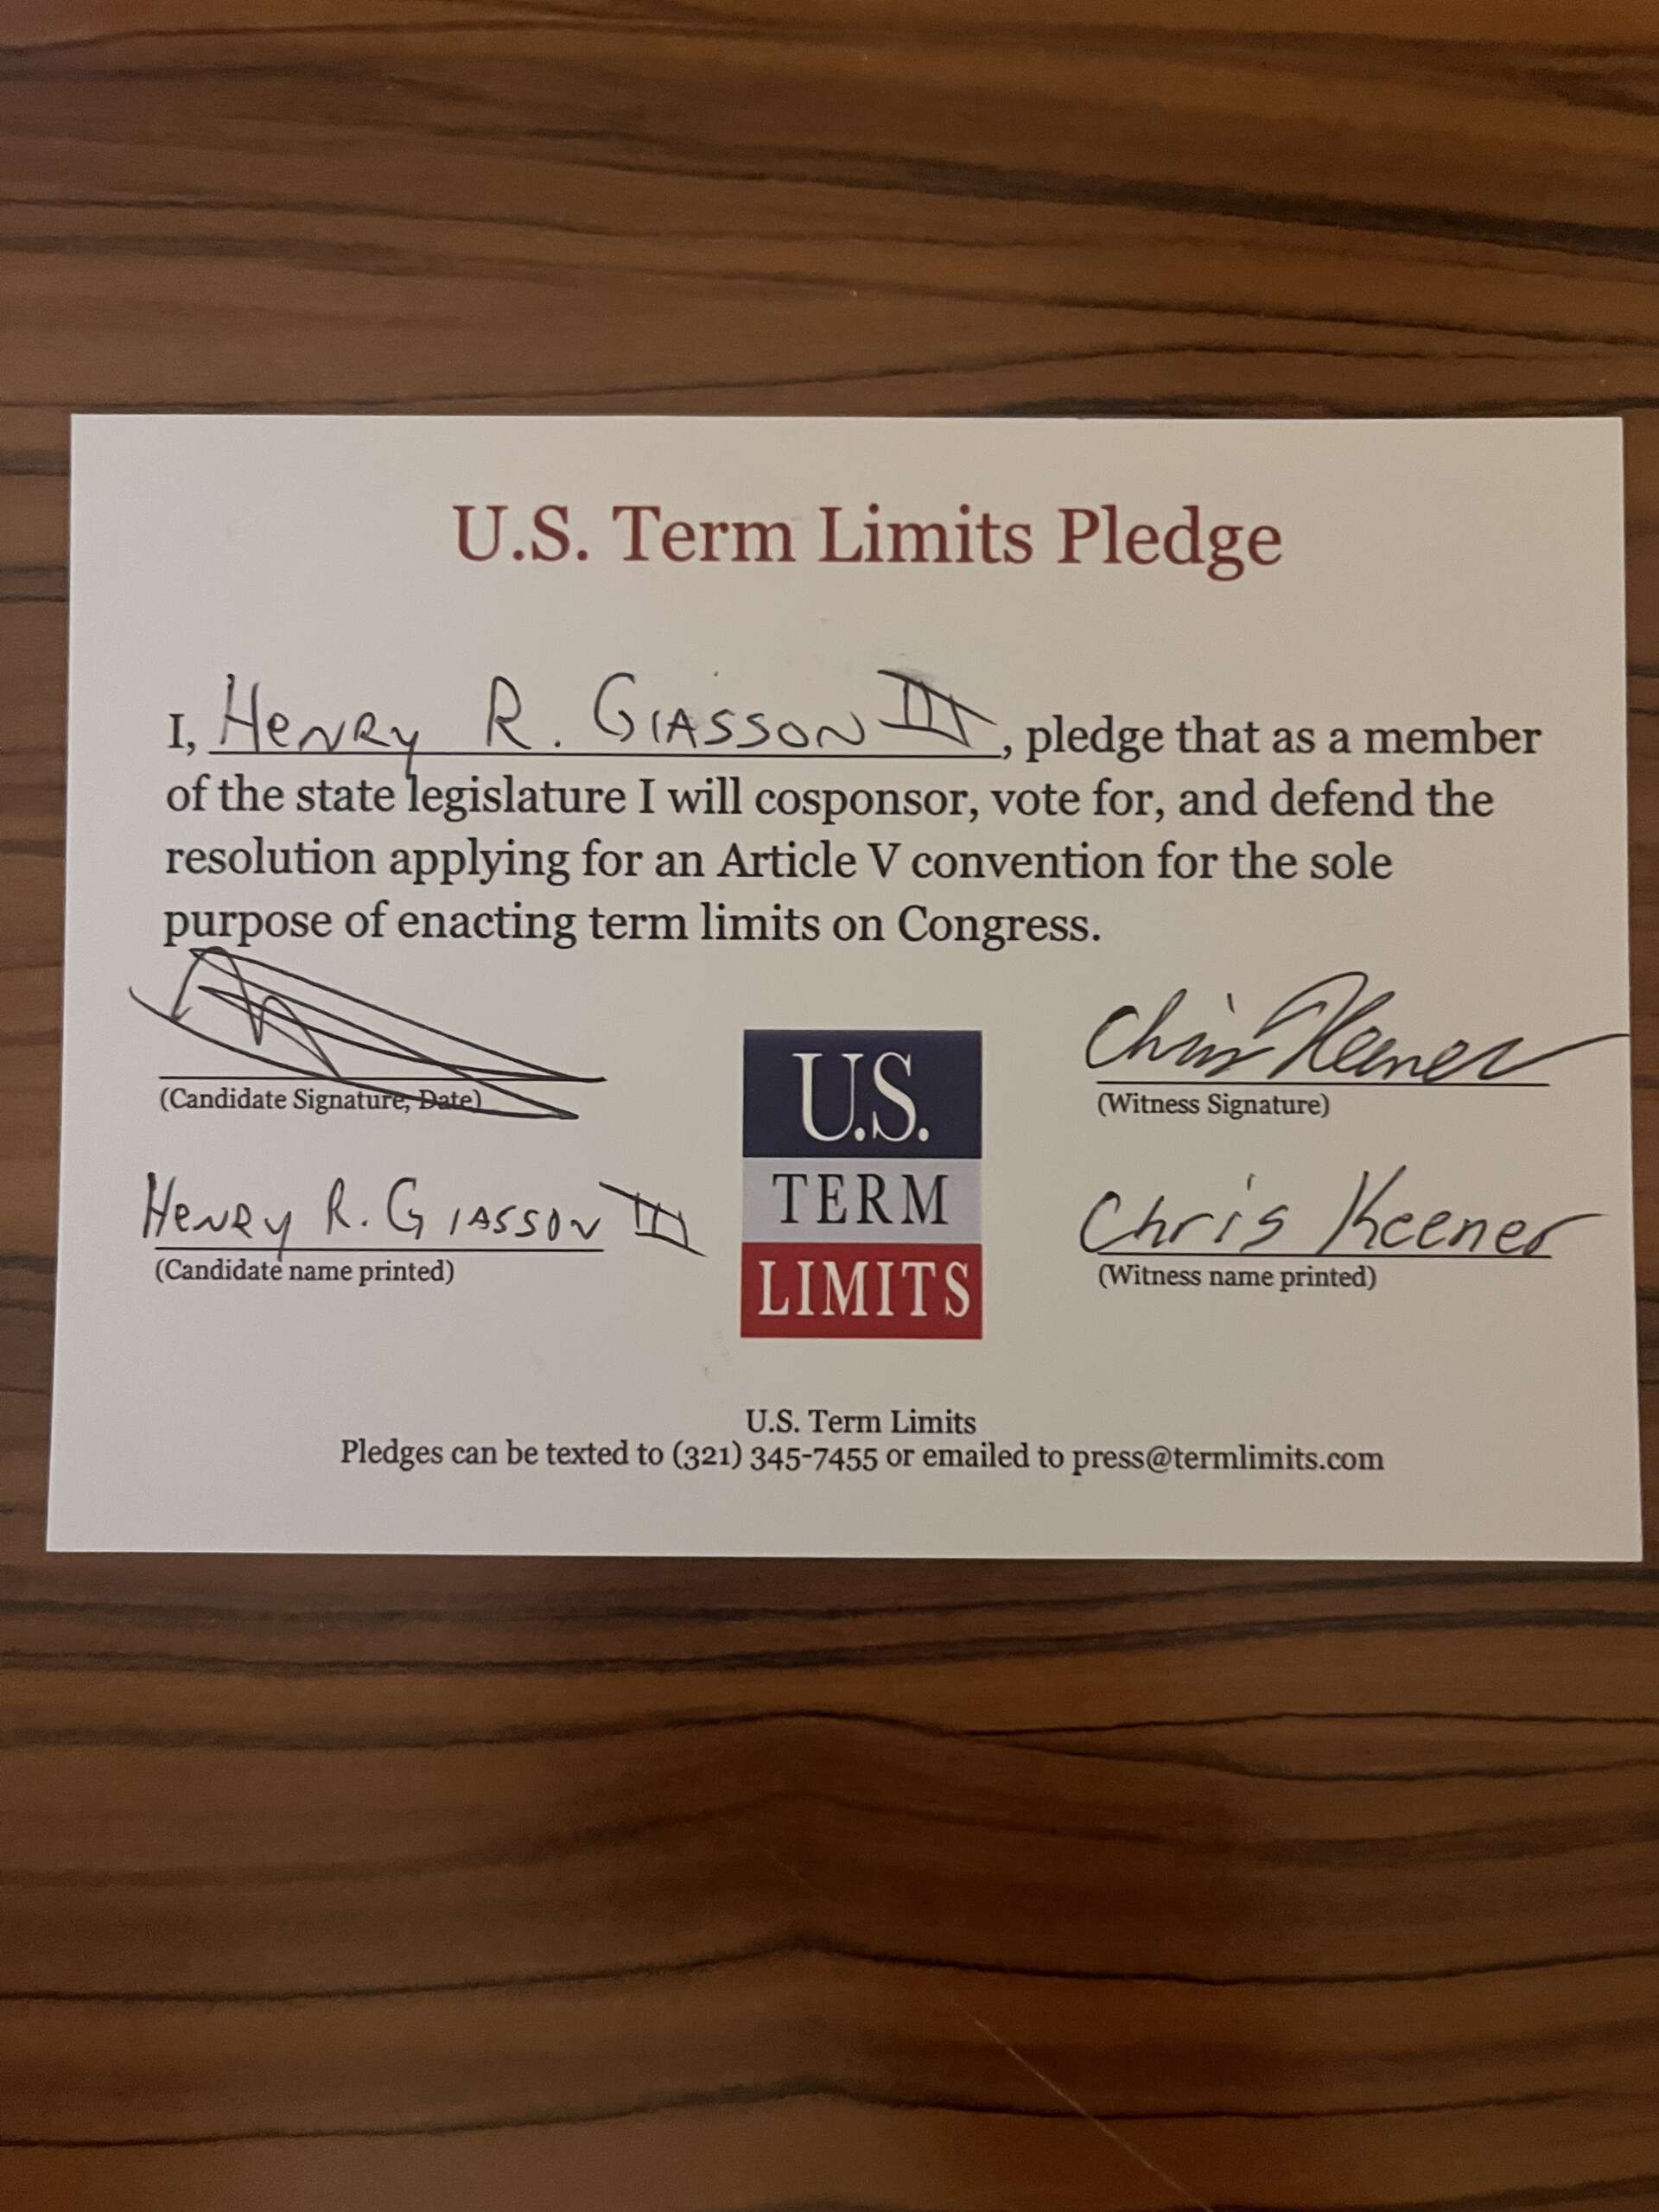 U.S. Term Limits Pledge
I, Henry R. Giasson III, pledge that as a member
of the state legislature I will cosponsor, vote for, and defend the
resolution applying for an Article V convention for the sole
purpose of enacting term limits on Congress.
(Candidate Signature, Date)
Chris Keener
(Witness Signature)
Henry R. Giasson III
(Candidate name printed)
Chris Keener
(Witness name printed)
U.S.
TERM
LIMITS
U.S. Term Limits
Pledges can be texted to (321) 345-7455 or emailed to press@termlimits.com